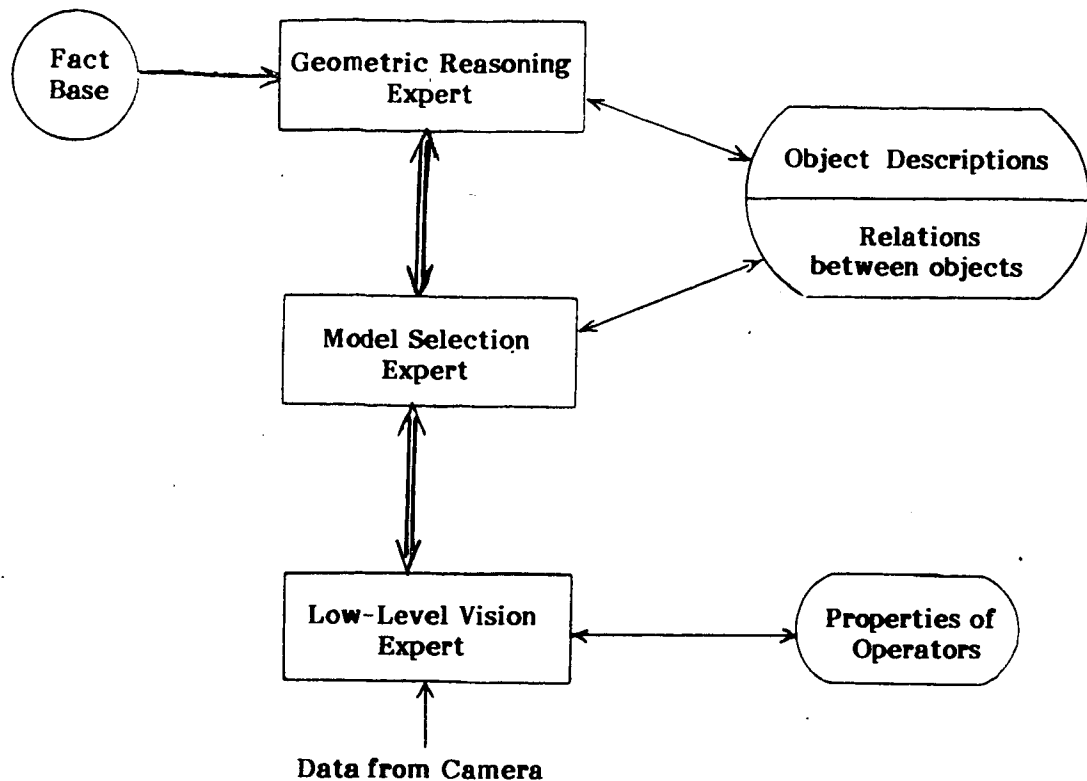 Fact
Base
Geometric Reasoning
Expert
Object Descriptions
Relations
between objects
Model Selection
Expert
Low-Level Vision
Expert
Properties of
Operators
Data from Camera